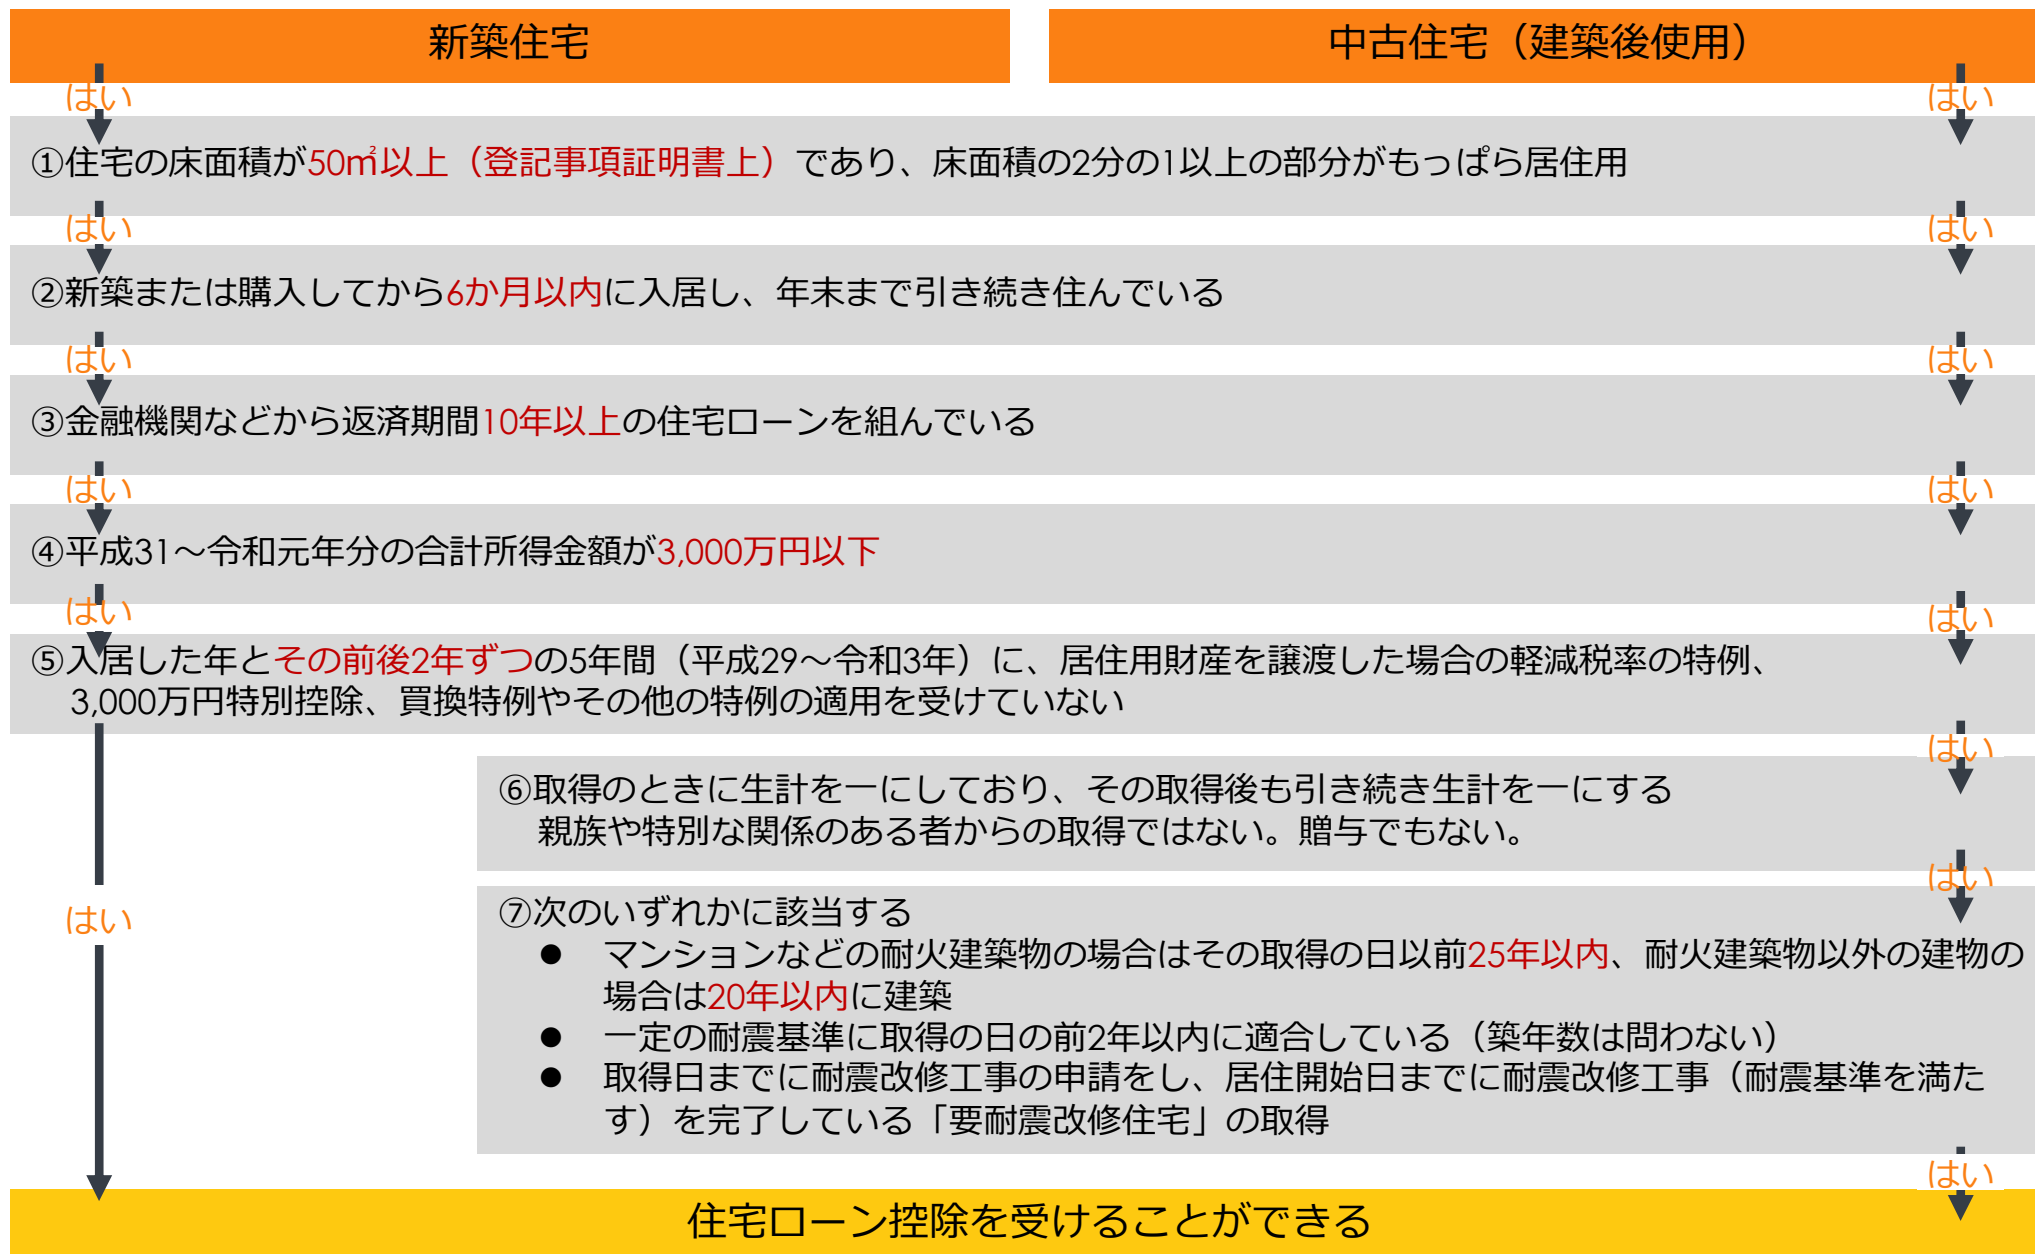 新築住宅
中古住宅（建築後使用）
はい
はい
①住宅の床面積が50㎡以上（登記事項証明書上）であり、床面積の2分の1以上の部分がもっぱら居住用
はい
はい
②新築または購入してから6か月以内に入居し、年末まで引き続き住んでいる
はい
はい
③金融機関などから返済期間10年以上の住宅ローンを組んでいる
はい
はい
④平成31～令和元年分の合計所得金額が3,000万円以下
はい
はい
⑤入居した年とその前後2年ずつの5年間（平成29～令和3年）に、居住用財産を譲渡した場合の軽減税率の特例、
3,000万円特別控除、買換特例やその他の特例の適用を受けていない
はい
⑥取得のときに生計を一にしており、その取得後も引き続き生計を一にする
親族や特別な関係のある者からの取得ではない。贈与でもない。
はい
はい
⑦次のいずれかに該当する
● マンションなどの耐火建築物の場合はその取得の日以前25年以内、耐火建築物以外の建物の
場合は20年以内に建築
● 一定の耐震基準に取得の日の前2年以内に適合している（築年数は問わない）
● 取得日までに耐震改修工事の申請をし、居住開始日までに耐震改修工事（耐震基準を満た
す）を完了している「要耐震改修住宅」の取得
はい
住宅ローン控除を受けることができる